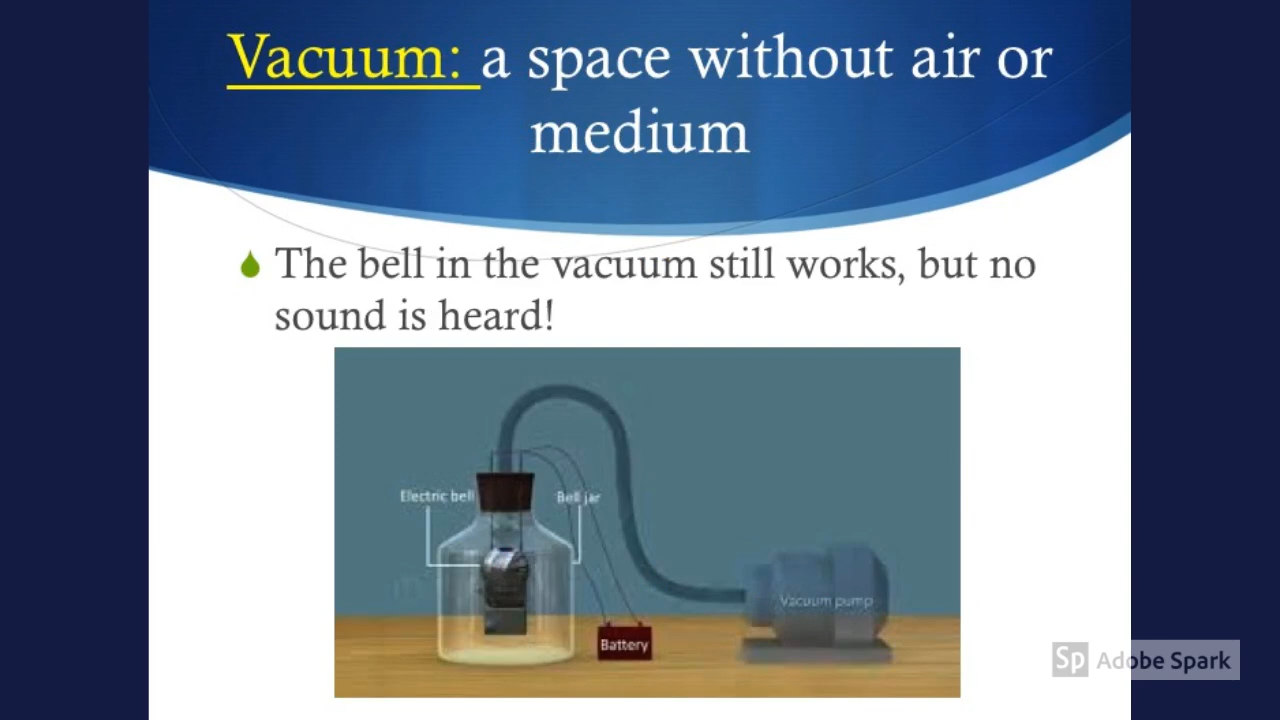 Vacuum: a space without air or
medium
The bell in the vacuum still works, but no
sound is heard!
Electric bell
Bell jar
Vacuum pump
Battery
Sp Adobe Spark